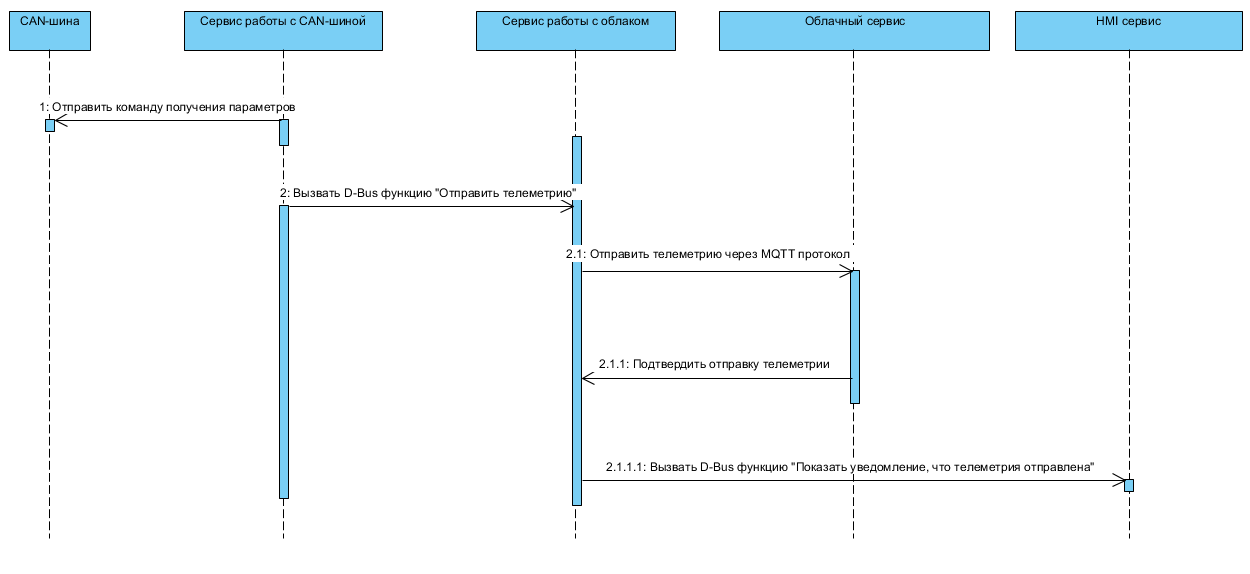 CAN-шина
Сервис работы с CAN-шиной
Сервис работы с облаком
Облачный сервис
HMI сервис
1: Отправить команду получения параметров
2: Вызвать D-Bus функцию "Отправить телеметрию"
2.1: Отправить телеметрию через MQTT протокол
2.1.1: Подтвердить отправку телеметрии
2.1.1.1: Вызвать D-Bus функцию "Показать уведомление, что телеметрия отправлена"